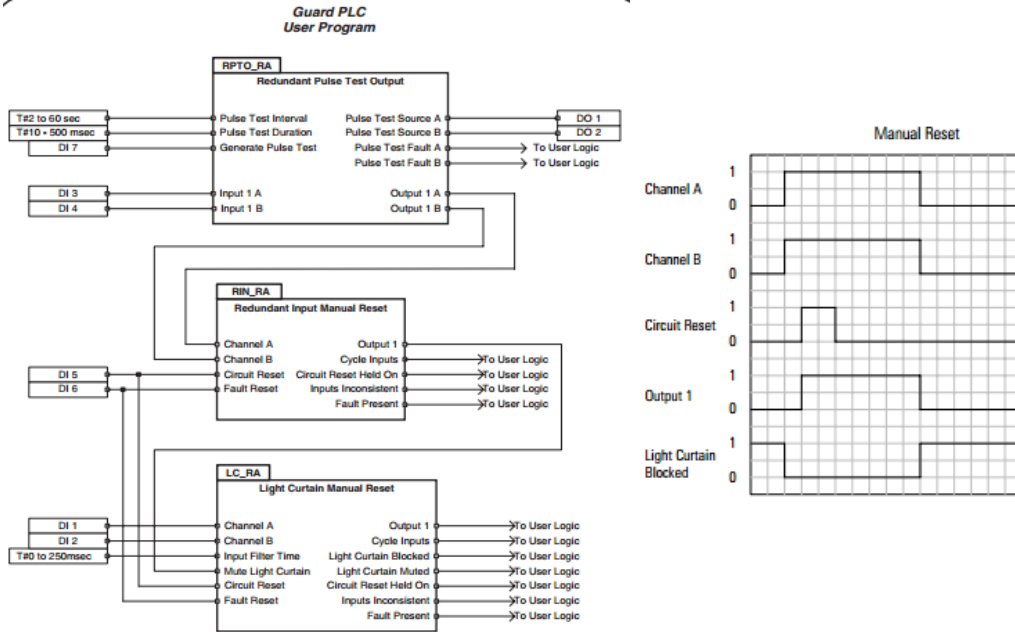 Guard PLC
User Program
RPTO_RA
Redundant Pulse Test Output
T#2 to 60 sec
Pulse Test Interval
Pulse Test Source A
DO 1
T#10 - 500 msec
Pulse Test Duration
Pulse Test Source B
DO 2
DI 7
Generate Pulse Test
Pulse Test Fault A
To User Logic
Pulse Test Fault B
To User Logic
DI 3
Input 1 A
Output 1 A
DI 4
Input 1 B
Output 1 B
RIN_RA
Redundant Input Manual Reset
Channel A
Output 1
Channel B
Cycle Inputs
To User Logic
DI 5
Circuit Reset
Circuit Reset Held On
To User Logic
DI 6
Fault Reset
Inputs Inconsistent
To User Logic
Fault Present
To User Logic
LC_RA
Light Curtain Manual Reset
DI 1
Channel A
Output 1
To User Logic
DI 2
Channel B
Cycle Inputs
To User Logic
T#0 to 250msec
Input Filter Time
Light Curtain Blocked
To User Logic
Mute Light Curtain
Light Curtain Muted
To User Logic
Circuit Reset
Circuit Reset Held On
To User Logic
Fault Reset
Inputs Inconsistent
To User Logic
Fault Present
To User Logic
Manual Reset
Channel A
1
0
Channel B
1
0
Circuit Reset
1
0
Output 1
1
0
Light Curtain
Blocked
1
0